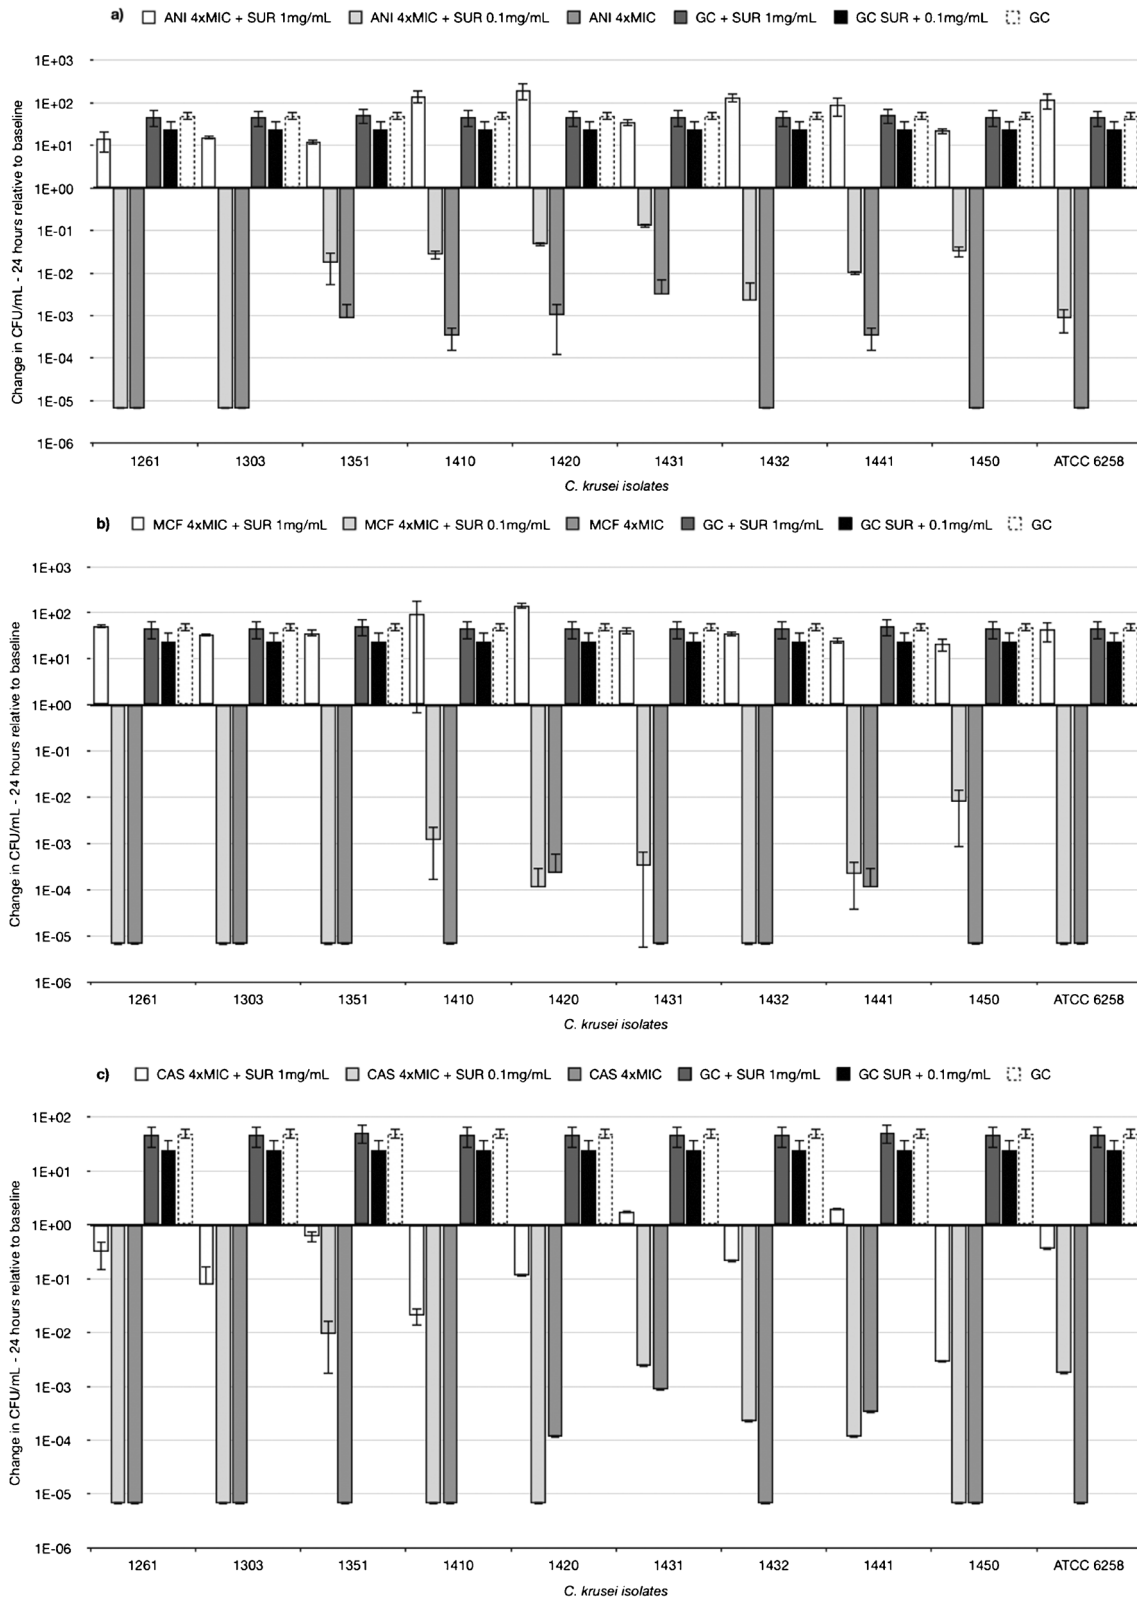 a) ANI 4xMIC + SUR 1mg/mL ANI 4xMIC + SUR 0.1mg/mL ANI 4xMIC GC + SUR 1mg/mL GC SUR + 0.1mg/mL GC
Change in CFU/mL - 24 hours relative to baseline
1E+03
1E+02
1E+01
1E+00
1E-01
1E-02
1E-03
1E-04
1E-05
1E-06
1261 1303 1351 1410 1420 1431 1432 1441 1450 ATCC 6258
C. krusei isolates
b) MCF 4xMIC + SUR 1mg/mL MCF 4xMIC + SUR 0.1mg/mL MCF 4xMIC GC + SUR 1mg/mL GC SUR + 0.1mg/mL GC
Change in CFU/mL - 24 hours relative to baseline
1E+03
1E+02
1E+01
1E+00
1E-01
1E-02
1E-03
1E-04
1E-05
1E-06
1261 1303 1351 1410 1420 1431 1432 1441 1450 ATCC 6258
C. krusei isolates
c) CAS 4xMIC + SUR 1mg/mL CAS 4xMIC + SUR 0.1mg/mL CAS 4xMIC GC + SUR 1mg/mL GC SUR + 0.1mg/mL GC
Change in CFU/mL - 24 hours relative to baseline
1E+02
1E+01
1E+00
1E-01
1E-02
1E-03
1E-04
1E-05
1E-06
1261 1303 1351 1410 1420 1431 1432 1441 1450 ATCC 6258
C. krusei isolates